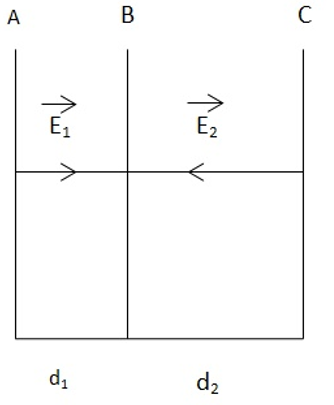 A B C
E₁ E₂
d₁ d₂